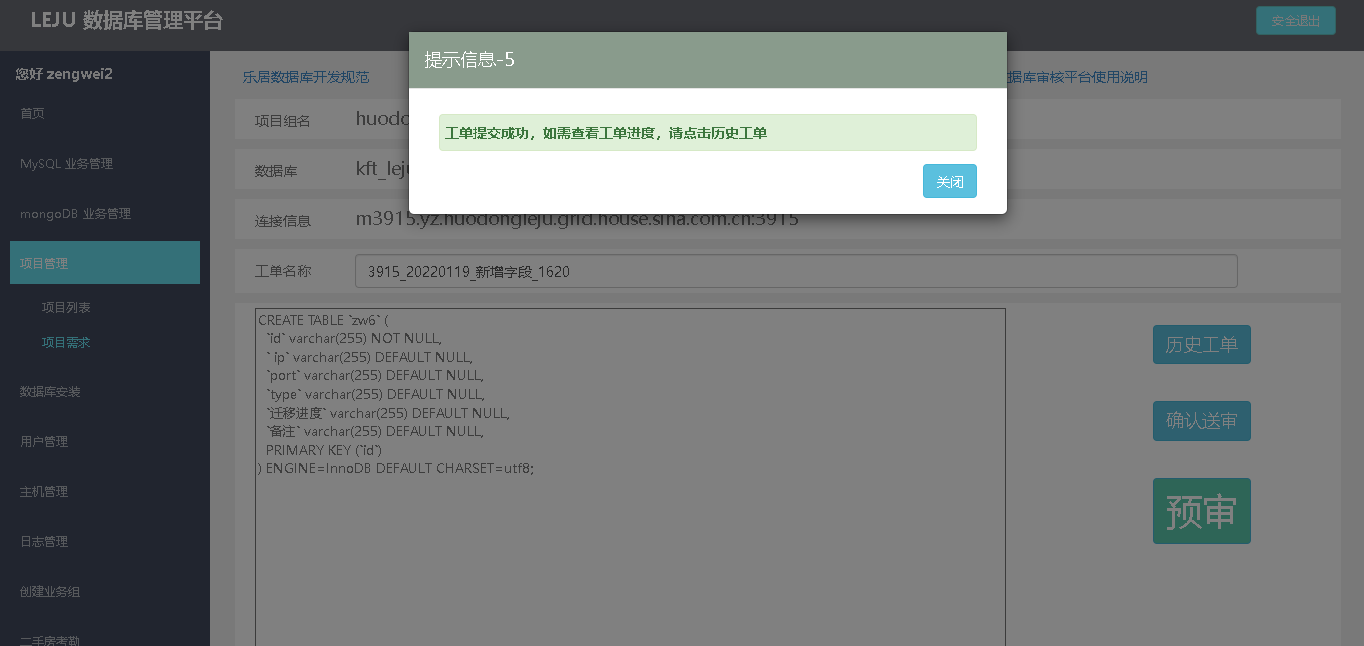 LEJU 数据库管理平台
安全退出
提示信息-5
工单提交成功，如需查看工单进度，请点击历史工单
关闭
您好 zengwei2
首页
MySQL 业务管理
mongoDB 业务管理
项目管理
项目列表
项目需求
数据库安装
用户管理
主机管理
日志管理
创建业务组
二手房考勤
乐居数据库开发规范
据库审核平台使用说明
项目组名
huodo
数据库
kft_leju
连接信息
m3915.yz.huodongleju.grid.house.sina.com.cn:3915
工单名称
3915_20220119_新增字段_1620
CREATE TABLE `zw6` (
`id` varchar(255) NOT NULL,
` ip` varchar(255) DEFAULT NULL,
`port` varchar(255) DEFAULT NULL,
`type` varchar(255) DEFAULT NULL,
`迁移进度` varchar(255) DEFAULT NULL,
`备注` varchar(255) DEFAULT NULL,
PRIMARY KEY (`id`)
) ENGINE=InnoDB DEFAULT CHARSET=utf8;
历史工单
确认送审
预审